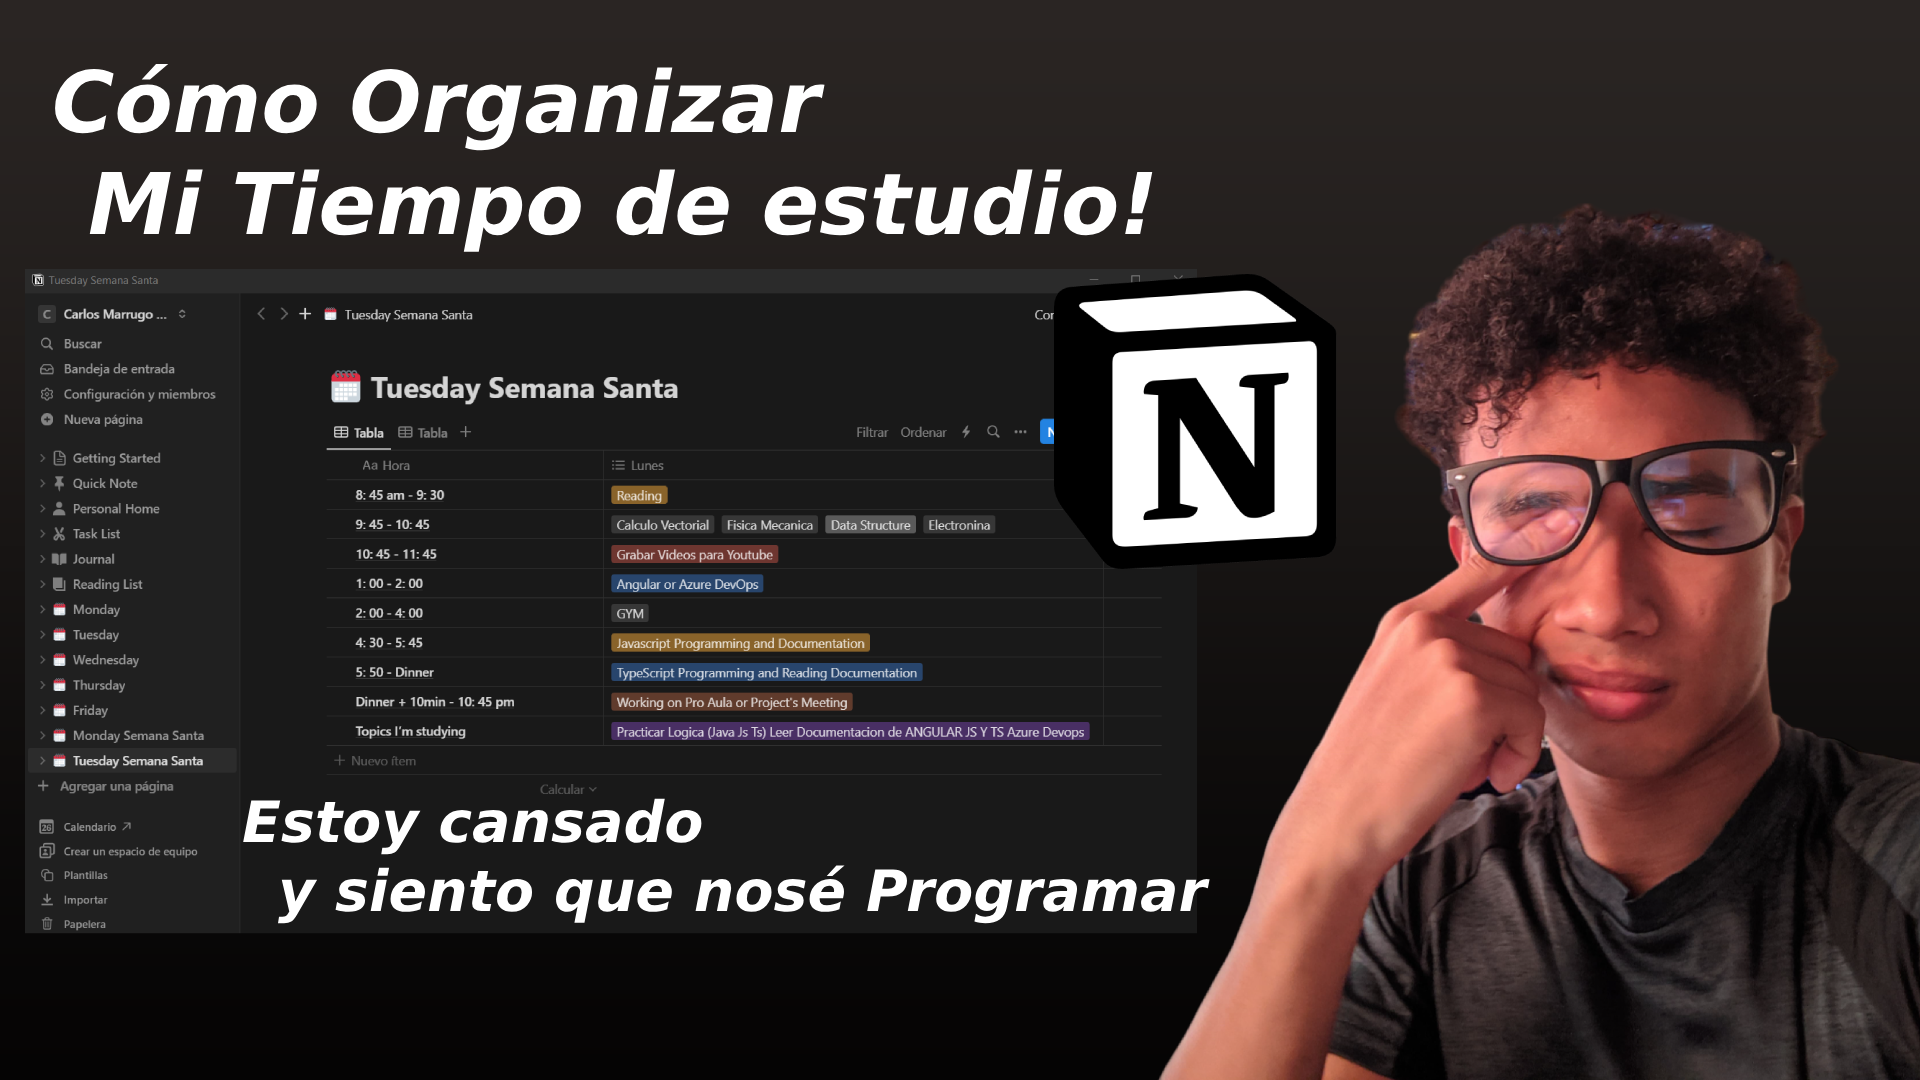 Cómo Organizar
Mi Tiempo de estudio!
Tuesday Semana Santa
C Carlos Marrugo ...
Buscar
Bandeja de entrada
Configuración y miembros
Nueva página
Getting Started
Quick Note
Personal Home
Task List
Journal
Reading List
Monday
Tuesday
Wednesday
Thursday
Friday
Monday Semana Santa
Tuesday Semana Santa
Agregar una página
26 Calendario
Crear un espacio de equipo
Plantillas
Importar
Papelera
Tuesday Semana Santa
Tuesday Semana Santa
Tabla Tabla
Filtrar Ordenar
Aa Hora Lunes
8: 45 am - 9: 30 Reading
9: 45 - 10: 45 Calculo Vectorial Fisica Mecanica Data Structure Electronina
10: 45 - 11: 45 Grabar Videos para Youtube
1: 00 - 2: 00 Angular or Azure DevOps
2: 00 - 4: 00 GYM
4: 30 - 5: 45 Javascript Programming and Documentation
5: 50 - Dinner TypeScript Programming and Reading Documentation
Dinner + 10min - 10: 45 pm Working on Pro Aula or Project's Meeting
Topics I'm studying Practicar Logica (Java Js Ts) Leer Documentacion de ANGULAR JS Y TS Azure Devops
Nuevo ítem
Calcular
N
Estoy cansado
y siento que nosé Programar